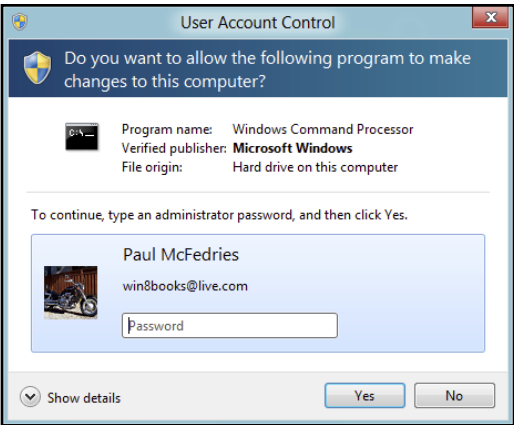 User Account Control
Do you want to allow the following program to make
changes to this computer?
C:\_
Program name: Windows Command Processor
Verified publisher: Microsoft Windows
File origin: Hard drive on this computer
To continue, type an administrator password, and then click Yes.
Paul McFedries
win8books@live.com
Password
Show details
Yes
No